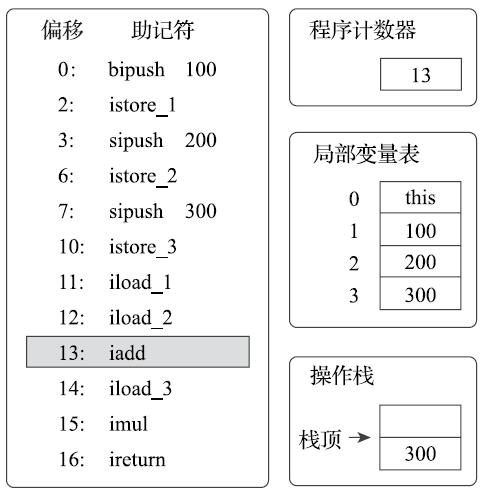 偏移 助记符
0: bipush 100
2: istore_1
3: sipush 200
6: istore_2
7: sipush 300
10: istore_3
11: iload_1
12: iload_2
13: iadd
14: iload_3
15: imul
16: ireturn
程序计数器
13
局部变量表
0 this
1 100
2 200
3 300
操作栈
栈顶
300